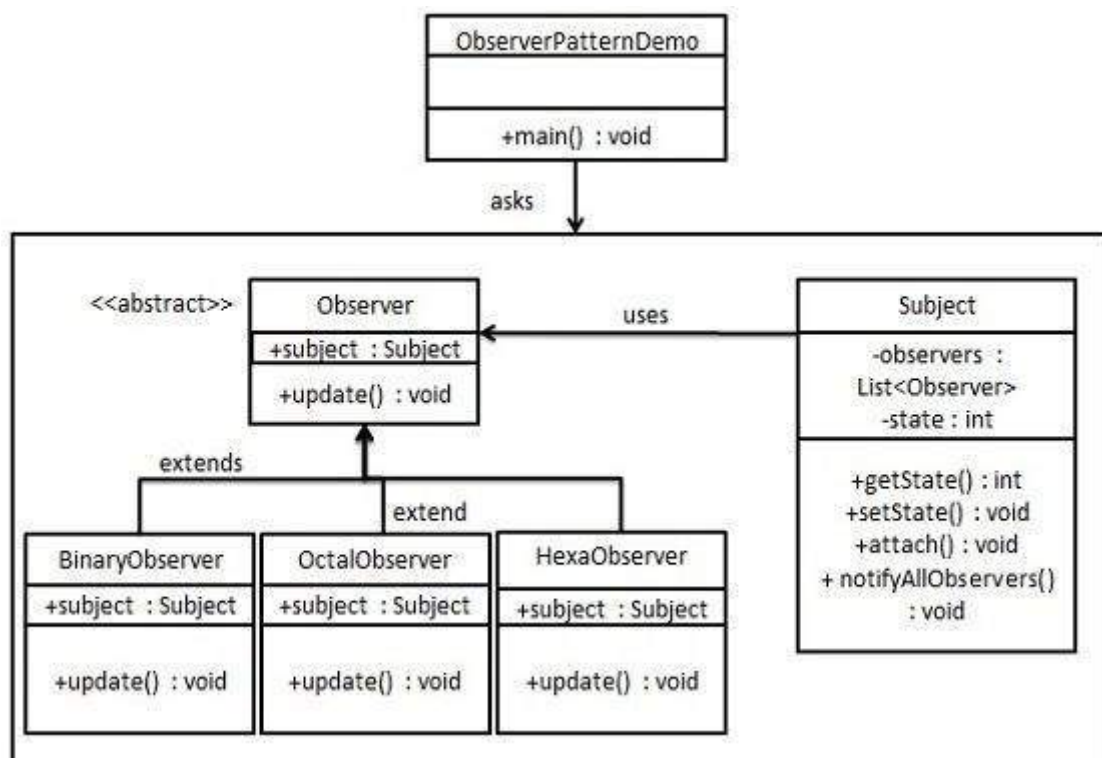 ObserverPatternDemo
+main() : void
asks
<<abstract>>
Observer
+subject : Subject
+update() : void
uses
Subject
-observers :
List<Observer>
-state : int
+getState() : int
+setState() : void
+attach() : void
+ notifyAllObservers()
: void
extends
extend
BinaryObserver
+subject : Subject
+update() : void
OctalObserver
+subject : Subject
+update() : void
HexaObserver
+subject : Subject
+update() : void